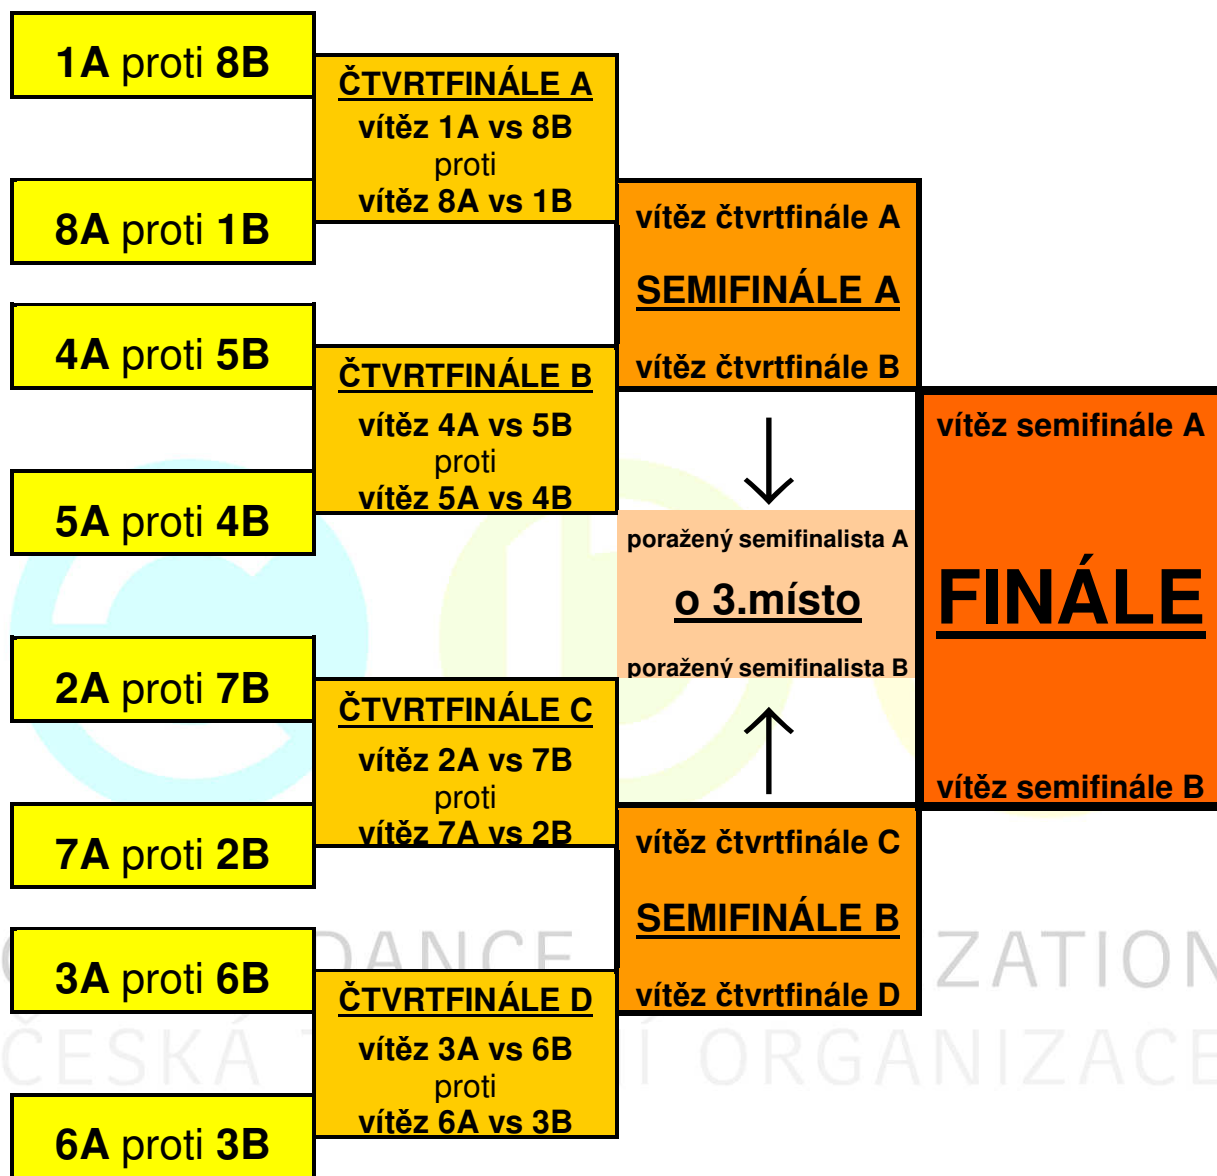 1A proti 8B
8A proti 1B
4A proti 5B
5A proti 4B
2A proti 7B
7A proti 2B
3A proti 6B
6A proti 3B
ČTVRTFINÁLE A
vítěz 1A vs 8B
proti
vítěz 8A vs 1B
ČTVRTFINÁLE B
vítěz 4A vs 5B
proti
vítěz 5A vs 4B
ČTVRTFINÁLE C
vítěz 2A vs 7B
proti
vítěz 7A vs 2B
ČTVRTFINÁLE D
vítěz 3A vs 6B
proti
vítěz 6A vs 3B
vítěz čtvrtfinále A
SEMIFINÁLE A
vítěz čtvrtfinále B
poražený semifinalista A
o 3.místo
poražený semifinalista B
vítěz čtvrtfinále C
SEMIFINÁLE B
vítěz čtvrtfinále D
vítěz semifinále A
FINÁLE
vítěz semifinále B
DANCE ZATION
ČESKÁ ORGANIZACE